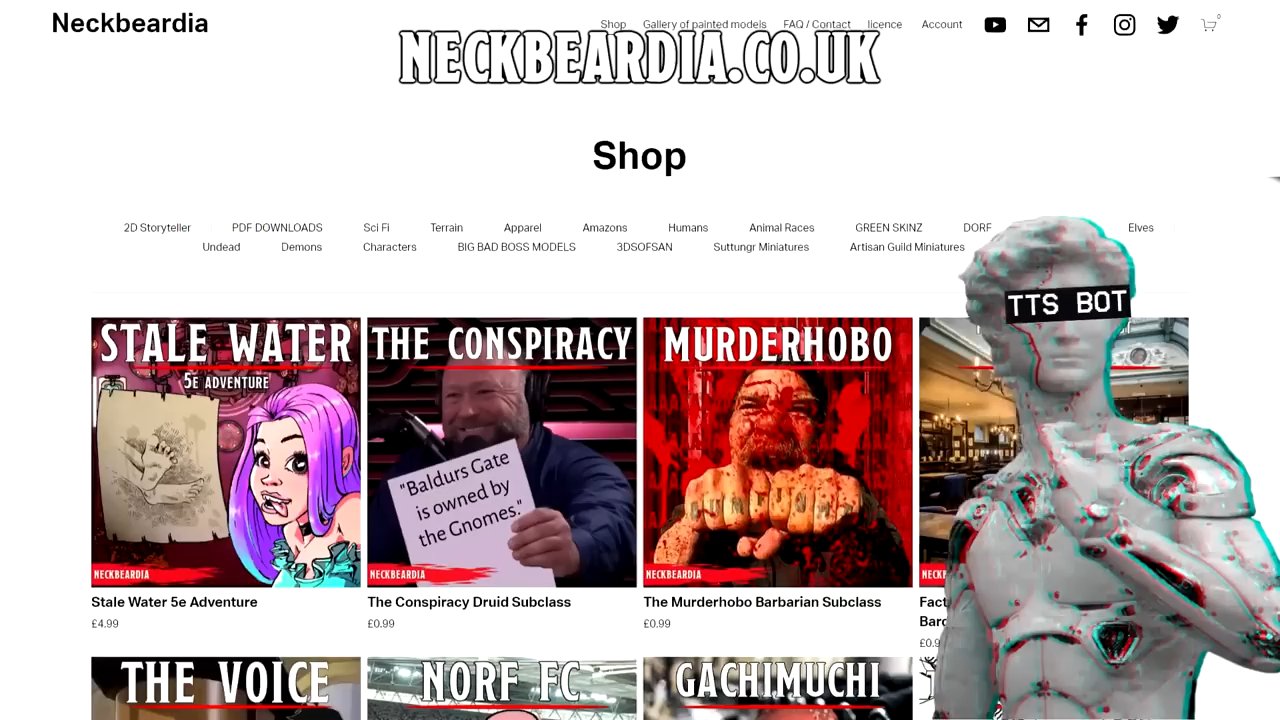 Neckbeardia
Shop Gallery of painted models FAQ / Contact licence Account 0
NECKBEARDIA.CO.UK
Shop
2D Storyteller PDF DOWNLOADS Sci Fi Terrain Apparel Amazons Humans Animal Races GREEN SKINZ DORF Elves
Undead Demons Characters BIG BAD BOSS MODELS 3DSOFSAN Suttungr Miniatures Artisan Guild Miniatures
TTS BOT
STALE WATER
5E ADVENTURE
NECKBEARDIA
THE CONSPIRACY
"Baldurs Gate
is owned by
the Gnomes."
NECKBEARDIA
MURDERHOBO
NECKBEARDIA
Stale Water 5e Adventure
£4.99
The Conspiracy Druid Subclass
£0.99
The Murderhobo Barbarian Subclass
£0.99
THE VOICE
NORF FC
GACHIMUCHI